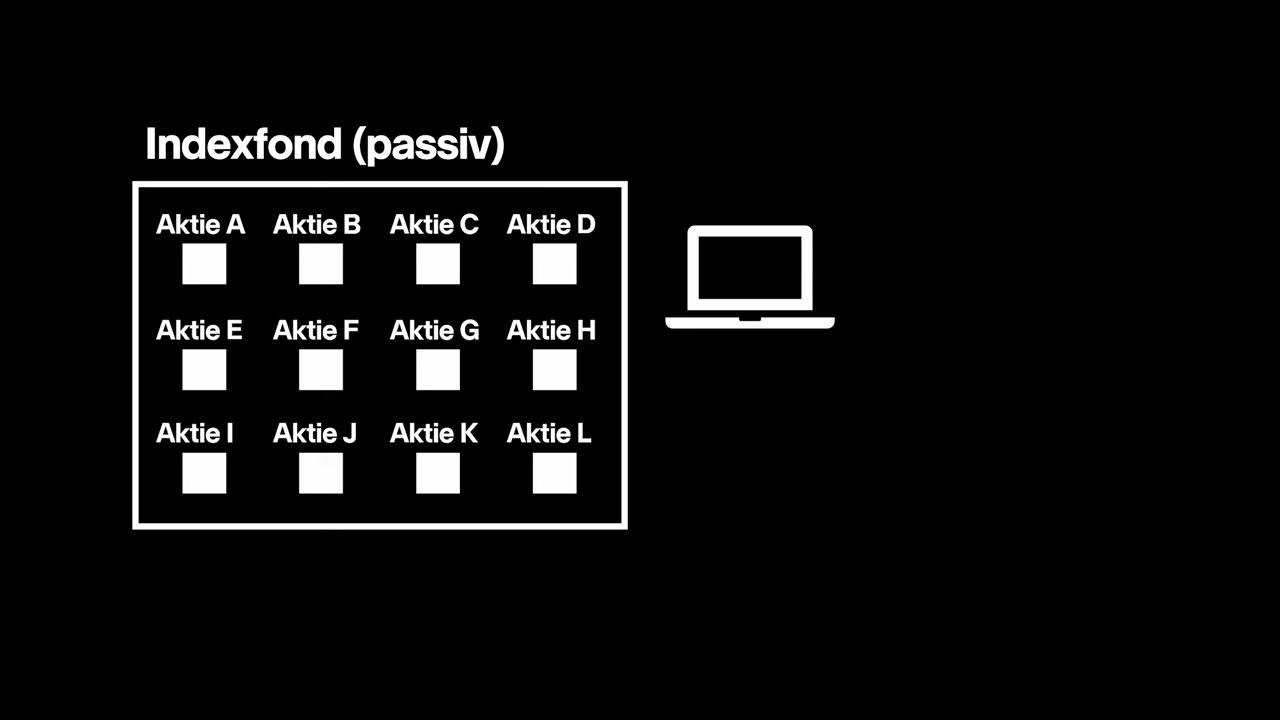 Indexfond (passiv)
Aktie A Aktie B Aktie C Aktie D
Aktie E Aktie F Aktie G Aktie H
Aktie I Aktie J Aktie K Aktie L